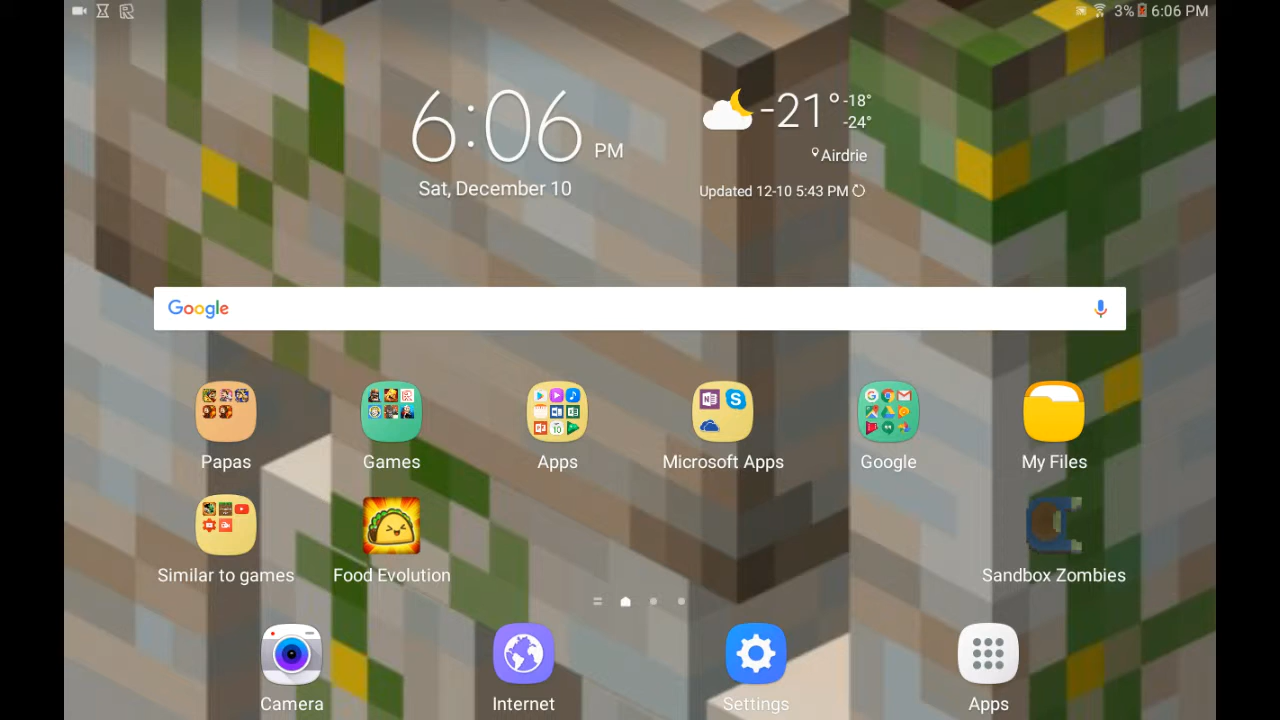 3% 6:06 PM
6:06 PM
Sat, December 10
-21° -18°
-24°
Airdrie
Updated 12-10 5:43 PM
Google
Papas
Games
Apps
Microsoft Apps
Google
My Files
Similar to games
Food Evolution
Sandbox Zombies
Camera
Internet
Settings
Apps